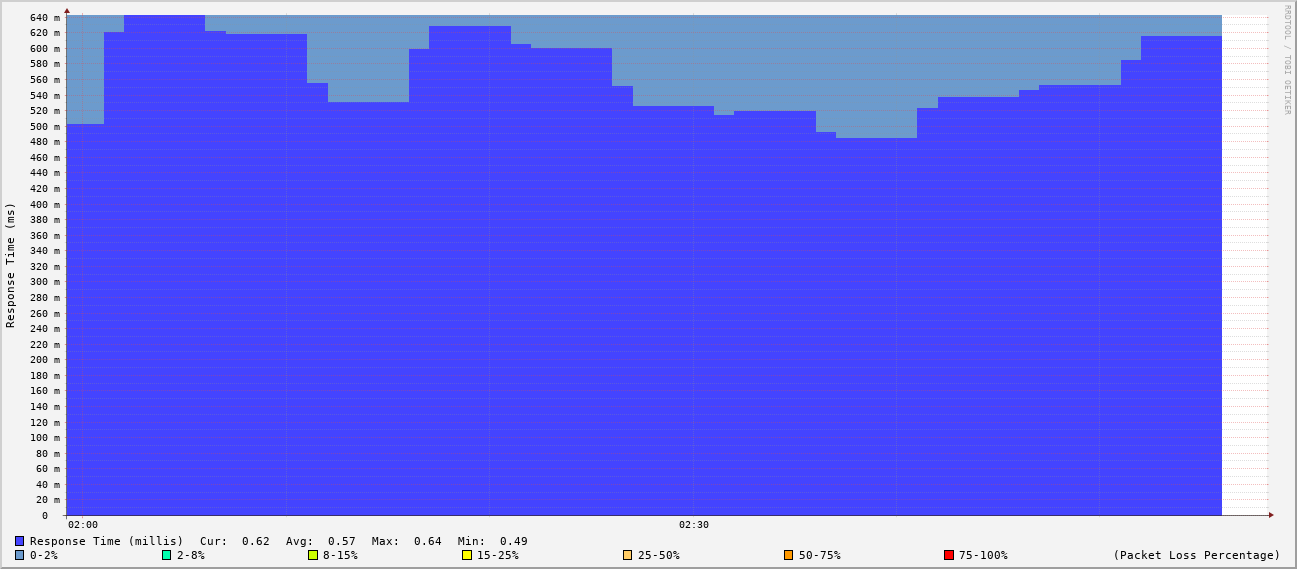 640 m
620 m
600 m
580 m
560 m
540 m
520 m
500 m
480 m
460 m
440 m
420 m
400 m
380 m
360 m
340 m
320 m
300 m
280 m
260 m
240 m
220 m
200 m
180 m
160 m
140 m
120 m
100 m
80 m
60 m
40 m
20 m
0
Response Time (ms)
RRDTOOL / TOBI OETIKER
02:00 02:30
Response Time (millis) Cur: 0.62 Avg: 0.57 Max: 0.64 Min: 0.49
0-2% 2-8% 8-15% 15-25% 25-50% 50-75% 75-100% (Packet Loss Percentage)